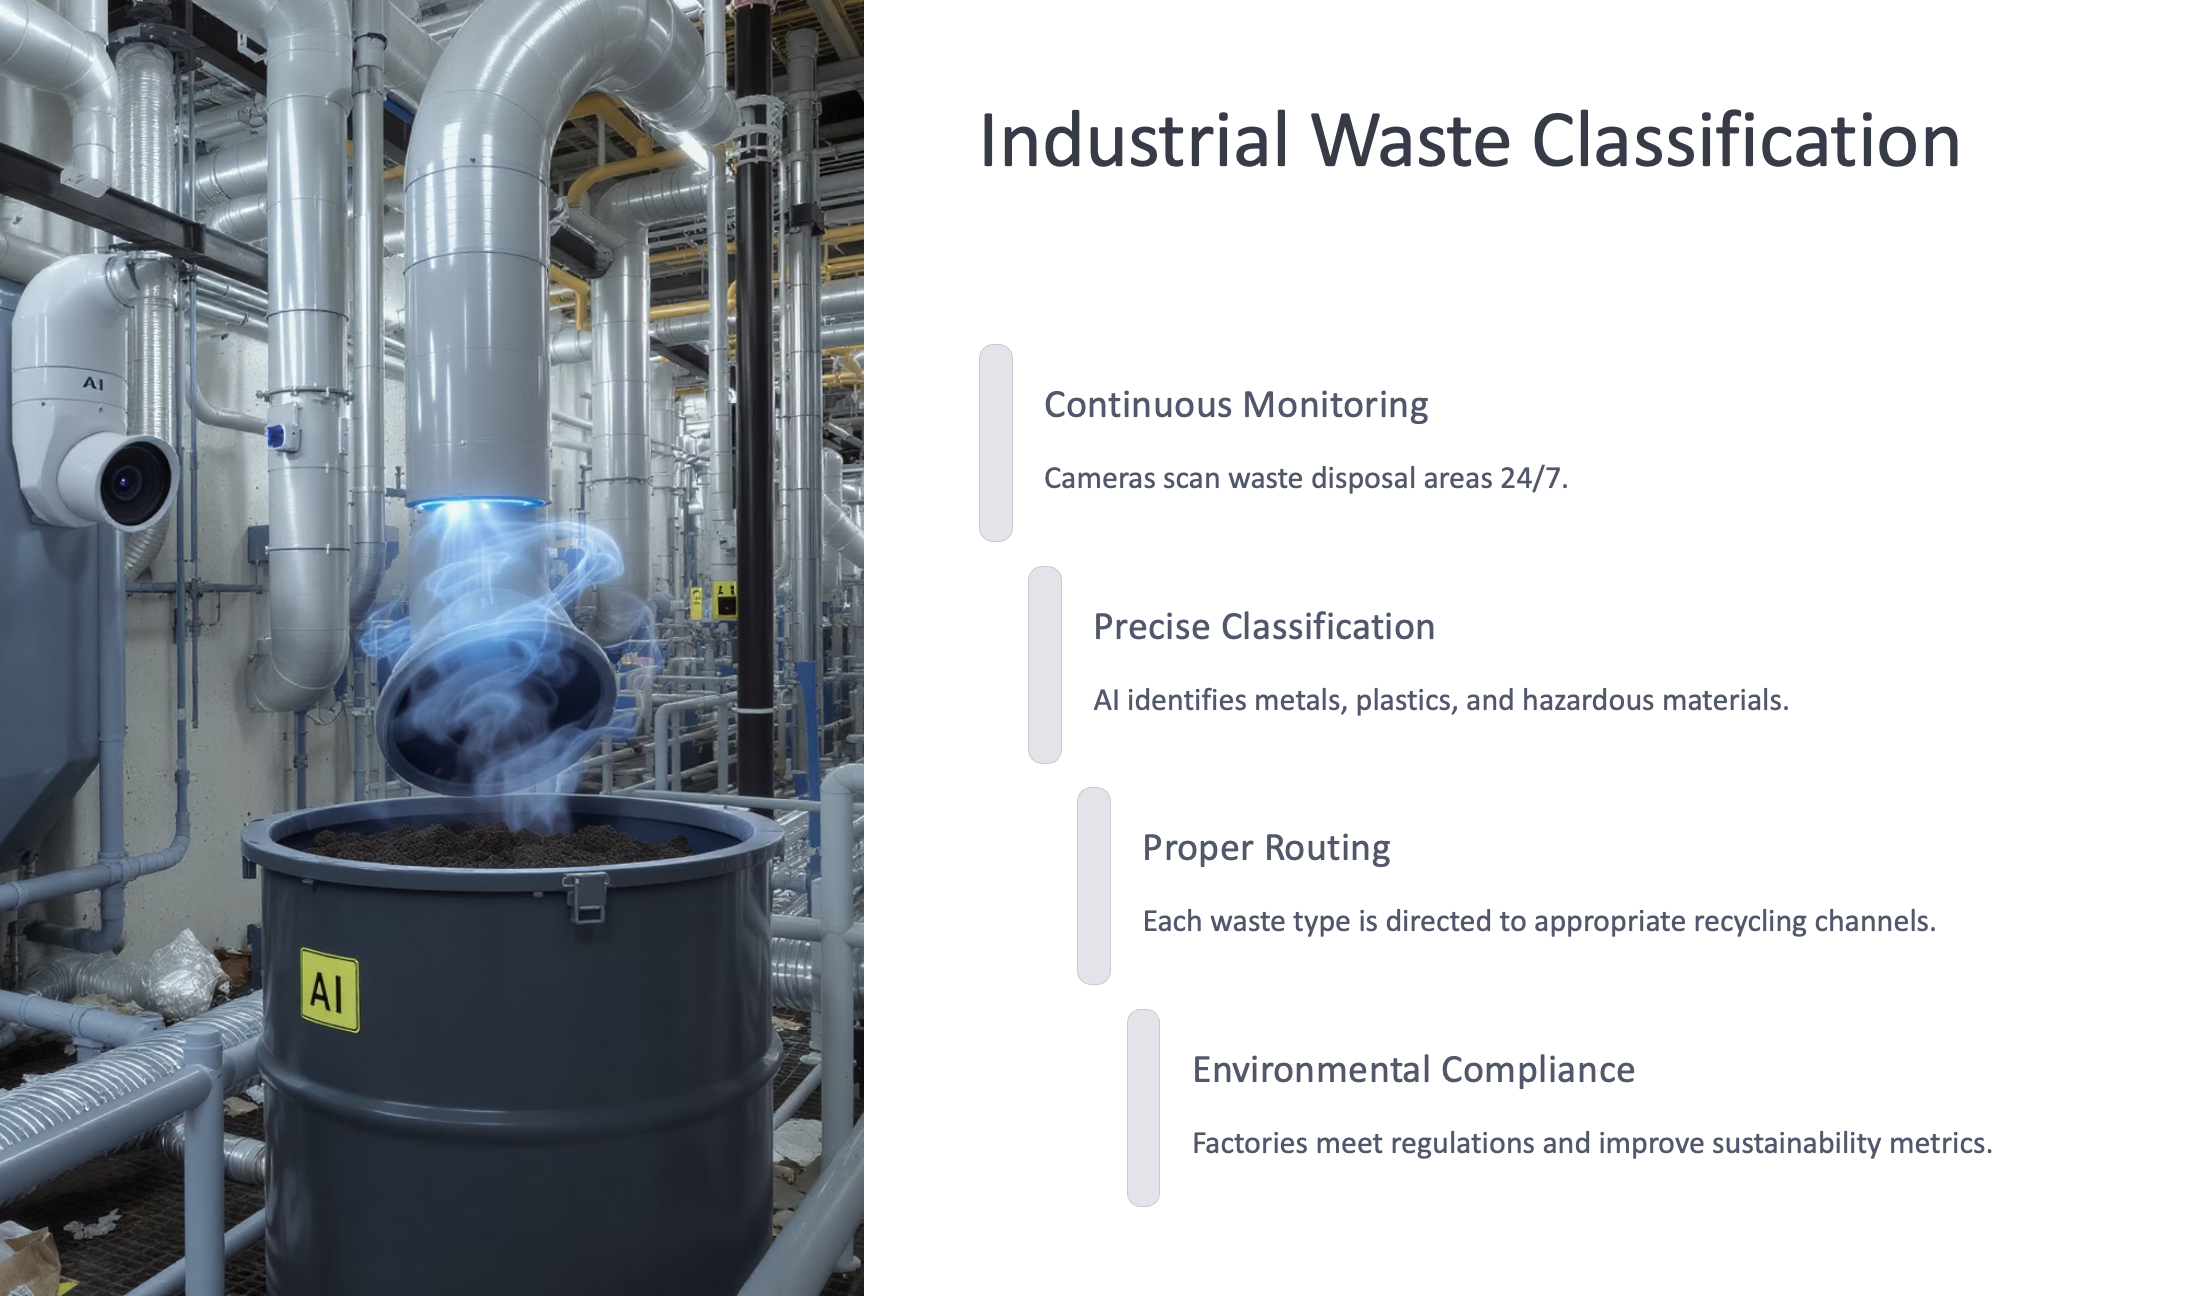 AI
AI
Industrial Waste Classification
Continuous Monitoring
Cameras scan waste disposal areas 24/7.
Precise Classification
AI identifies metals, plastics, and hazardous materials.
Proper Routing
Each waste type is directed to appropriate recycling channels.
Environmental Compliance
Factories meet regulations and improve sustainability metrics.